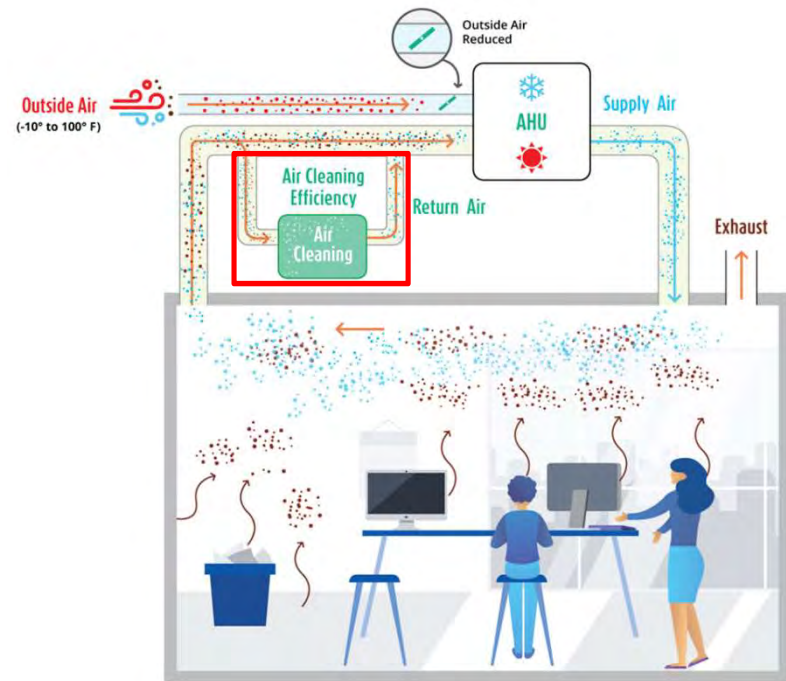 Outside Air
Reduced
Outside Air
(-10° to 100° F)
AHU
Supply Air
Air Cleaning
Efficiency
Return Air
Air
Cleaning
Exhaust